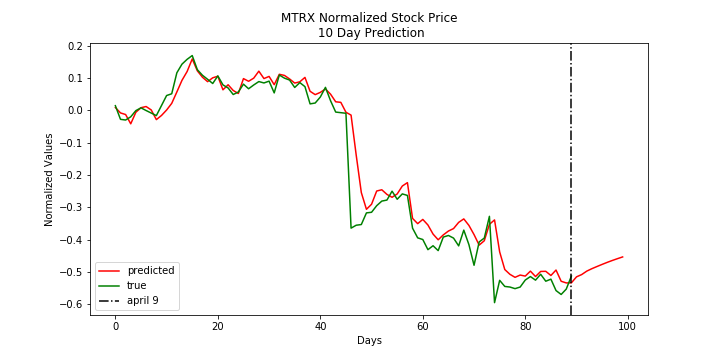 MTRX Normalized Stock Price
10 Day Prediction
0.2
0.1
0.0
−0.1
−0.2
−0.3
−0.4
−0.5
−0.6
Normalized Values
predicted
true
april 9
0 20 40 60 80 100
Days